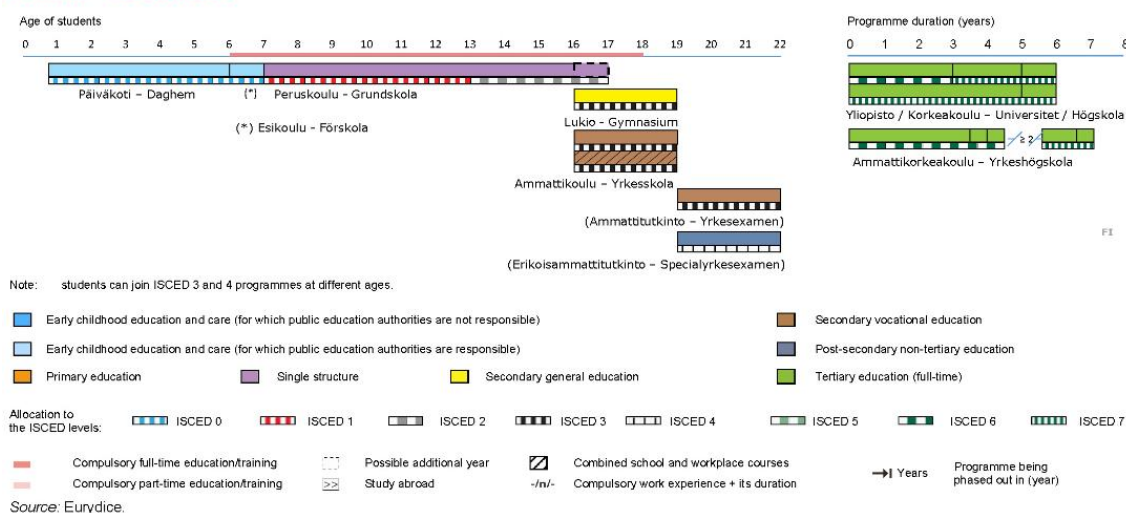 Age of students
Programme duration (years)
0 1 2 3 4 5 6 7 8 9 10 11 12 13 14 15 16 17 18 19 20 21 22
0 1 2 3 4 5 6 7 8
Päiväkoti – Daghem
(*)
Peruskoulu - Grundskola
(*) Esikoulu - Förskola
Lukio - Gymnasium
Ammattikoulu – Yrkesskola
(Ammattitutkinto – Yrkesexamen)
(Erikoisammattitutkinto – Specialyrkesexamen)
Yliopisto / Korkeakoulu – Universitet / Högskola
≥ 2
Ammattikorkeakoulu – Yrkeshögskola
FI
Note: students can join ISCED 3 and 4 programmes at different ages.
Early childhood education and care (for which public education authorities are not responsible)
Secondary vocational education
Early childhood education and care (for which public education authorities are responsible)
Post-secondary non-tertiary education
Primary education
Single structure
Secondary general education
Tertiary education (full-time)
Allocation to
the ISCED levels:
ISCED 0
ISCED 1
ISCED 2
ISCED 3
ISCED 4
ISCED 5
ISCED 6
ISCED 7
Compulsory full-time education/training
Possible additional year
Combined school and workplace courses
Years
Programme being
phased out in (year)
Compulsory part-time education/training
>> Study abroad
-/n/- Compulsory work experience + its duration
Source: Eurydice.